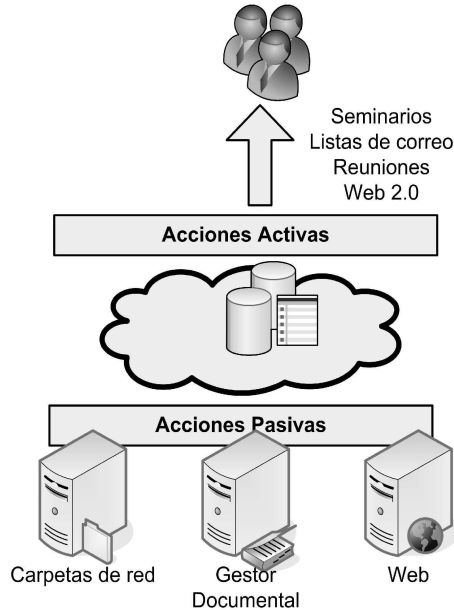 Seminarios
Listas de correo
Reuniones
Web 2.0
Acciones Activas
Acciones Pasivas
Carpetas de red
Gestor
Documental
Web